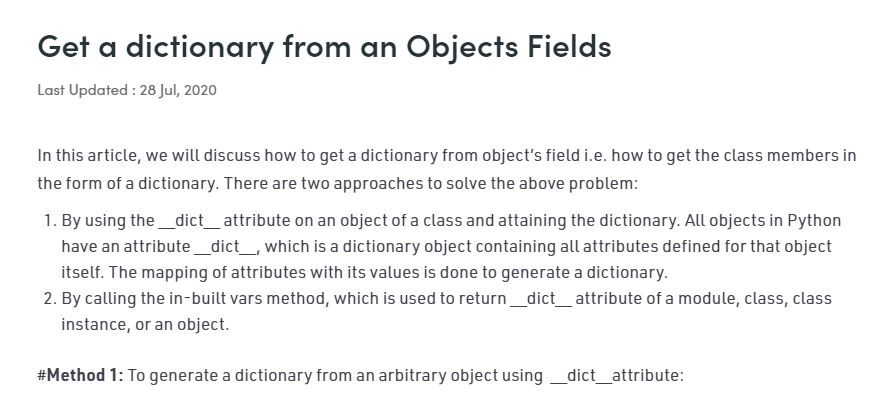 Get a dictionary from an Objects Fields
Last Updated : 28 Jul, 2020
In this article, we will discuss how to get a dictionary from object’s field i.e. how to get the class members in
the form of a dictionary. There are two approaches to solve the above problem:
1. By using the __dict__ attribute on an object of a class and attaining the dictionary. All objects in Python
have an attribute __dict__, which is a dictionary object containing all attributes defined for that object
itself. The mapping of attributes with its values is done to generate a dictionary.
2. By calling the in-built vars method, which is used to return __dict__ attribute of a module, class, class
instance, or an object.
#Method 1: To generate a dictionary from an arbitrary object using __dict__attribute: